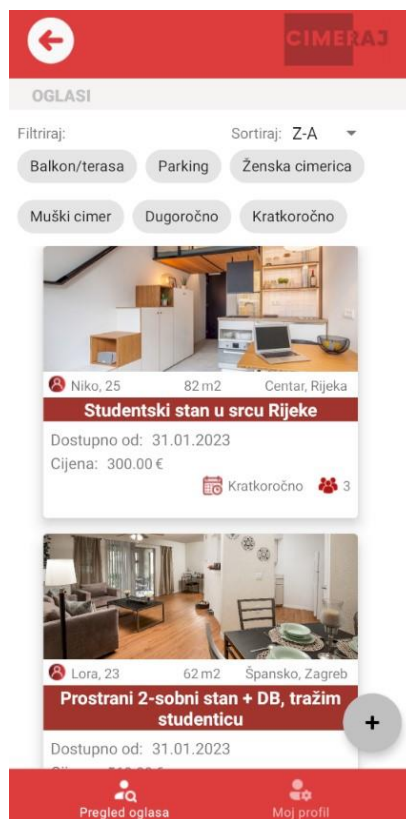 CIMERAJ
OGLASI
Filtriraj: Sortiraj: Z-A
Balkon/terasa Parking Ženska cimerica
Muški cimer Dugoročno Kratkoročno
Niko, 25 82 m2 Centar, Rijeka
Studentski stan u srcu Rijeke
Dostupno od: 31.01.2023
Cijena: 300.00 €
Kratkoročno 3
Lora, 23 62 m2 Špansko, Zagreb
Prostrani 2-sobni stan + DB, tražim
studenticu
+
Dostupno od: 31.01.2023
Pregled oglasa Moj profil